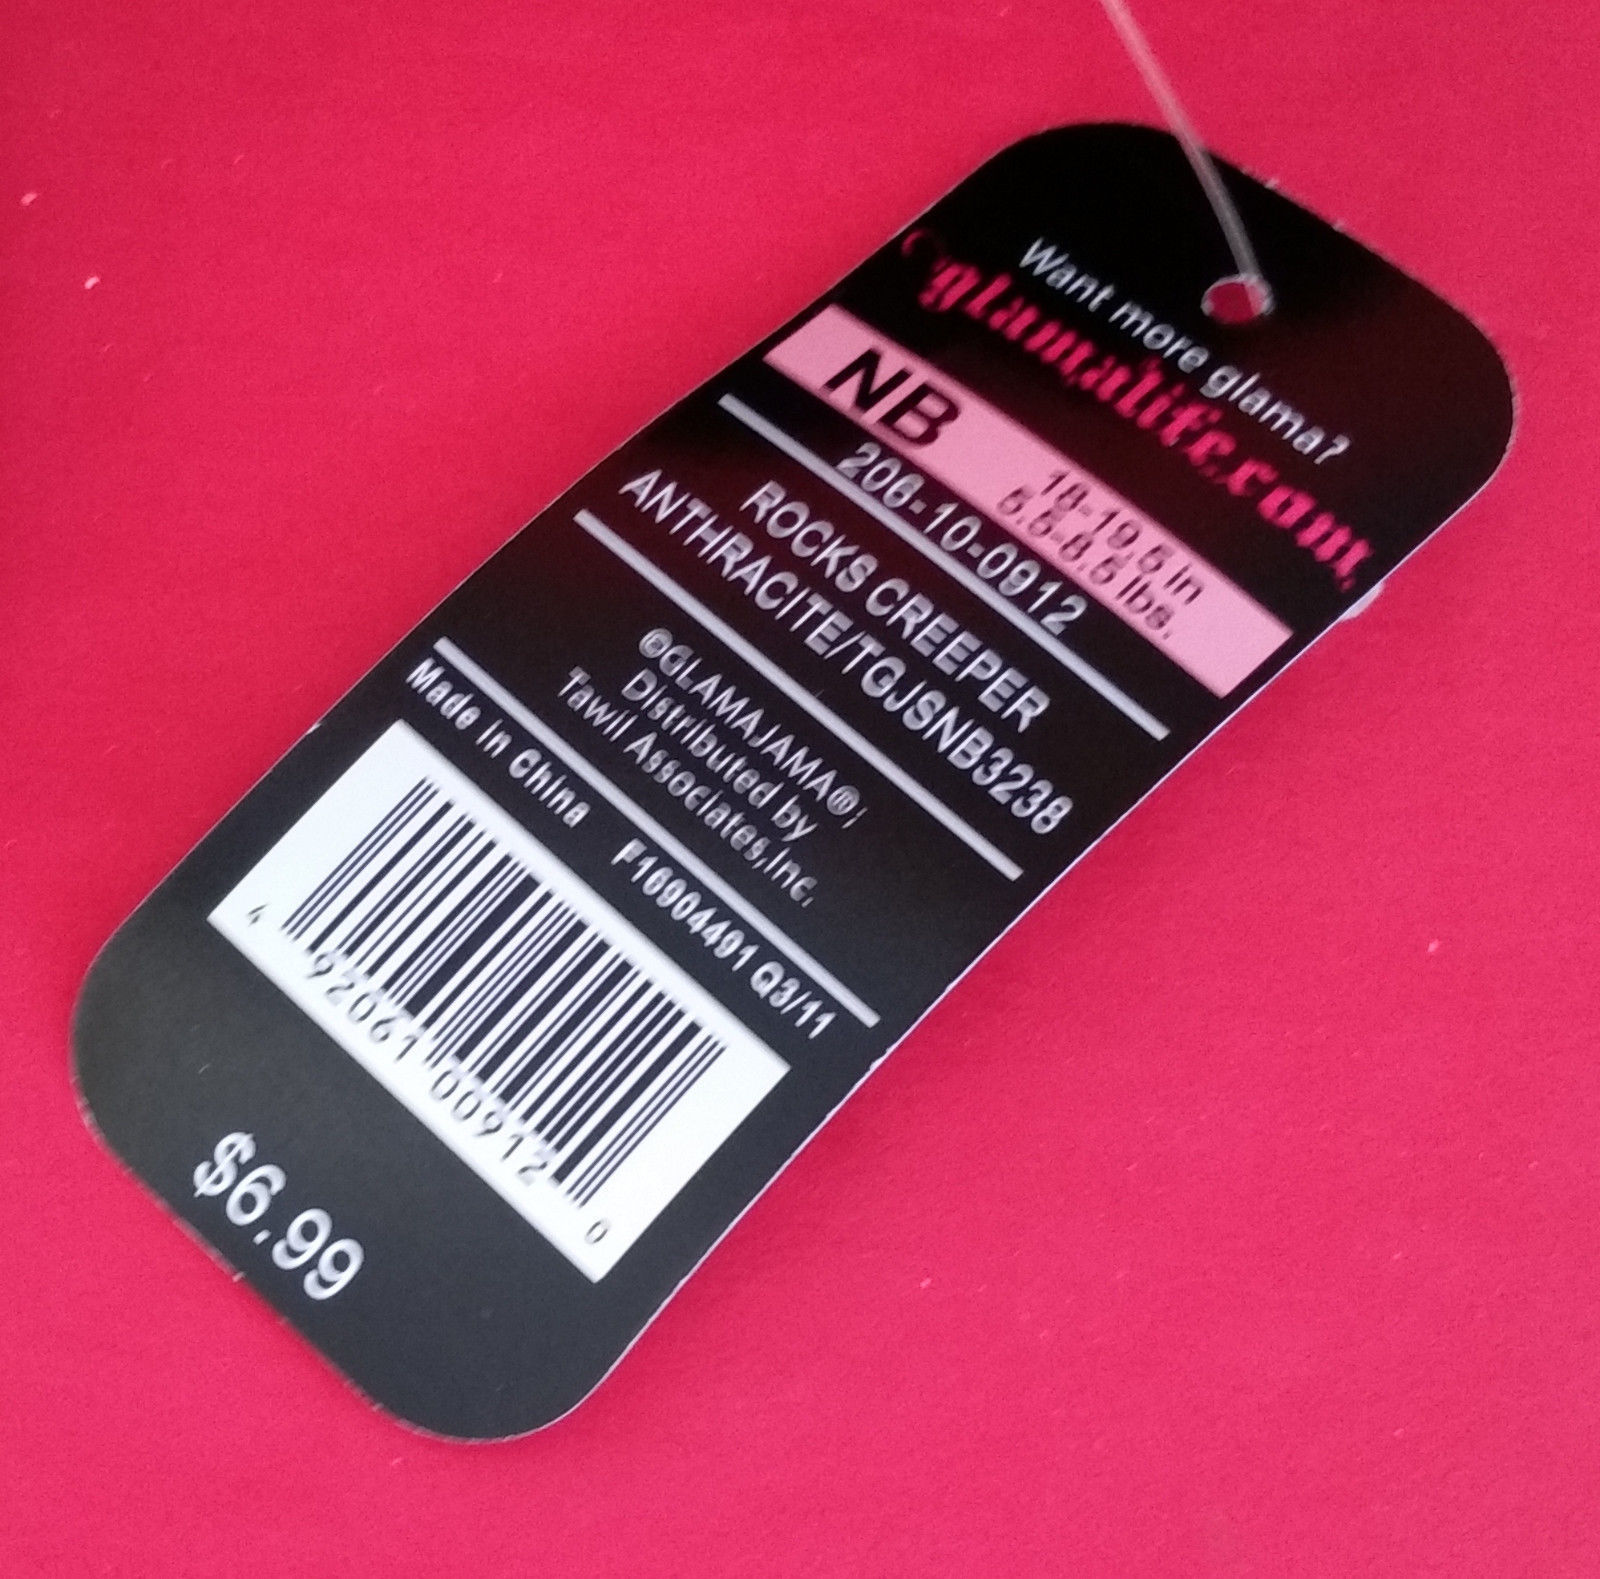 Want more glama?
glamalife.com
NB
18-19.5 in
5.5-8.5 lbs.
206-10-0912
ROCKS CREEPER
ANTHRACITE/TGJSNB3238
©GLAMAJAMA®;
Distributed by
Tawil Associates,Inc.
Made in China F16904491 Q3/11
4 92061 00912 0
$6.99